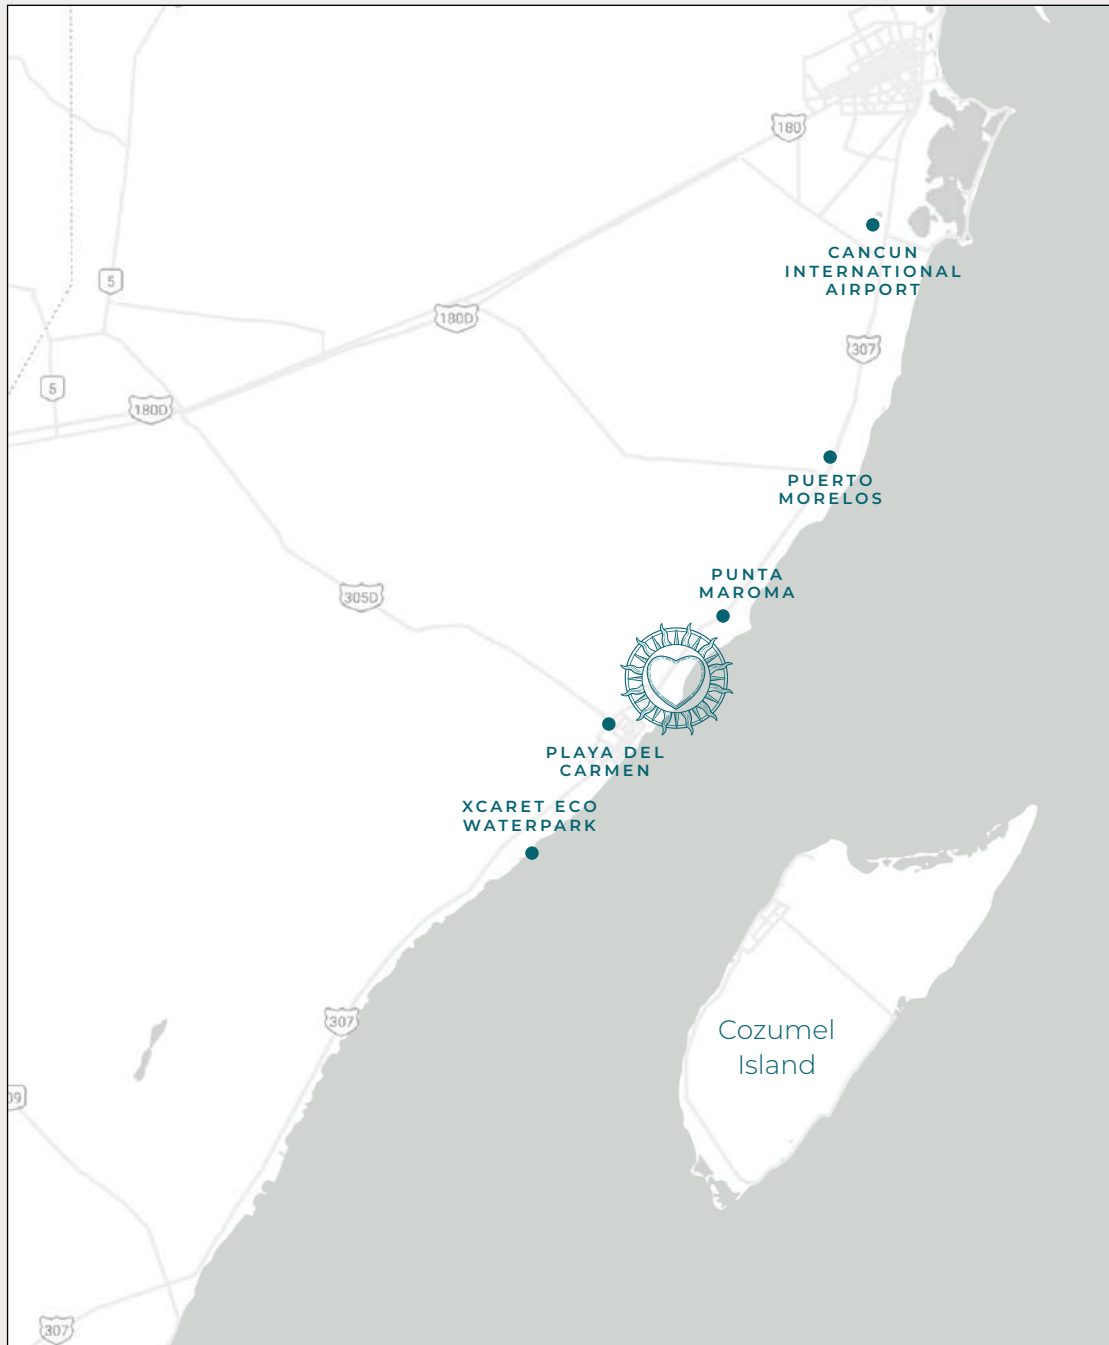 180
CANCUN
INTERNATIONAL
AIRPORT
5
180D
307
5
180D
PUERTO
MORELOS
PUNTA
MAROMA
305D
PLAYA DEL
CARMEN
XCARET ECO
WATERPARK
307
Cozumel
Island
09
307